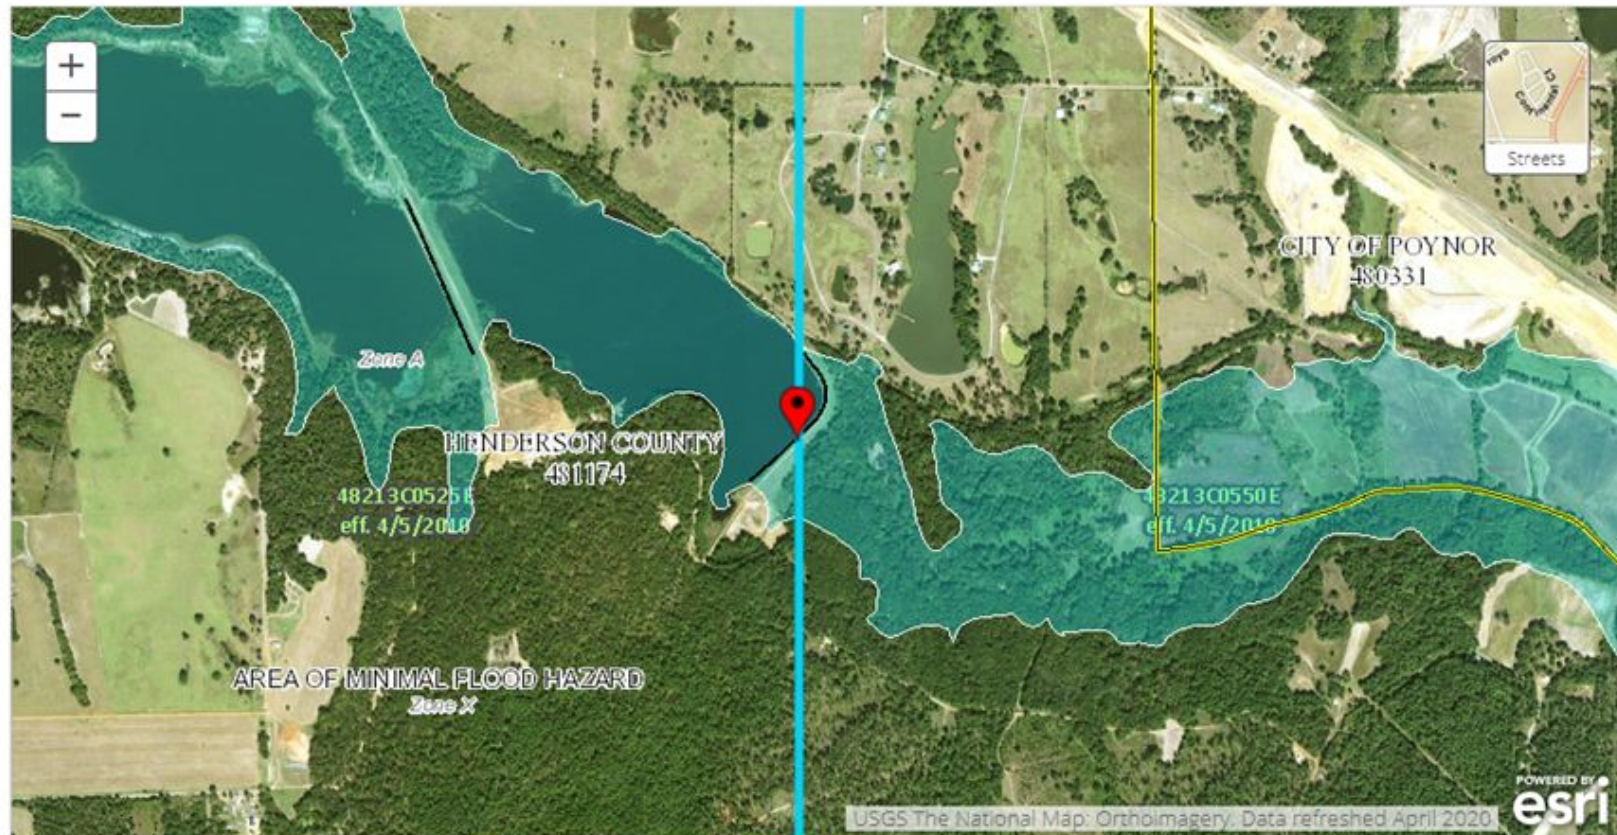 +
−
Streets
CITY OF POYNOR
480331
Zone A
HENDERSON COUNTY
481174
48213C0525E
eff. 4/5/2010
48213C0550E
eff. 4/5/2010
AREA OF MINIMAL FLOOD HAZARD
Zone X
POWERED BY
esri
USGS The National Map: Orthoimagery. Data refreshed April 2020